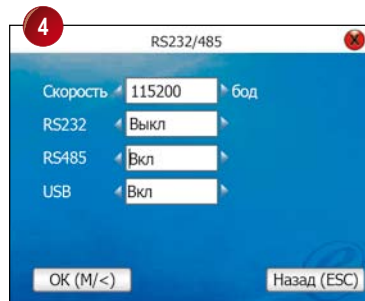 4
RS232/485
Скорость 115200 бод
RS232 Выкл
RS485 Вкл
USB Вкл
OK (M/<) Назад (ESC)